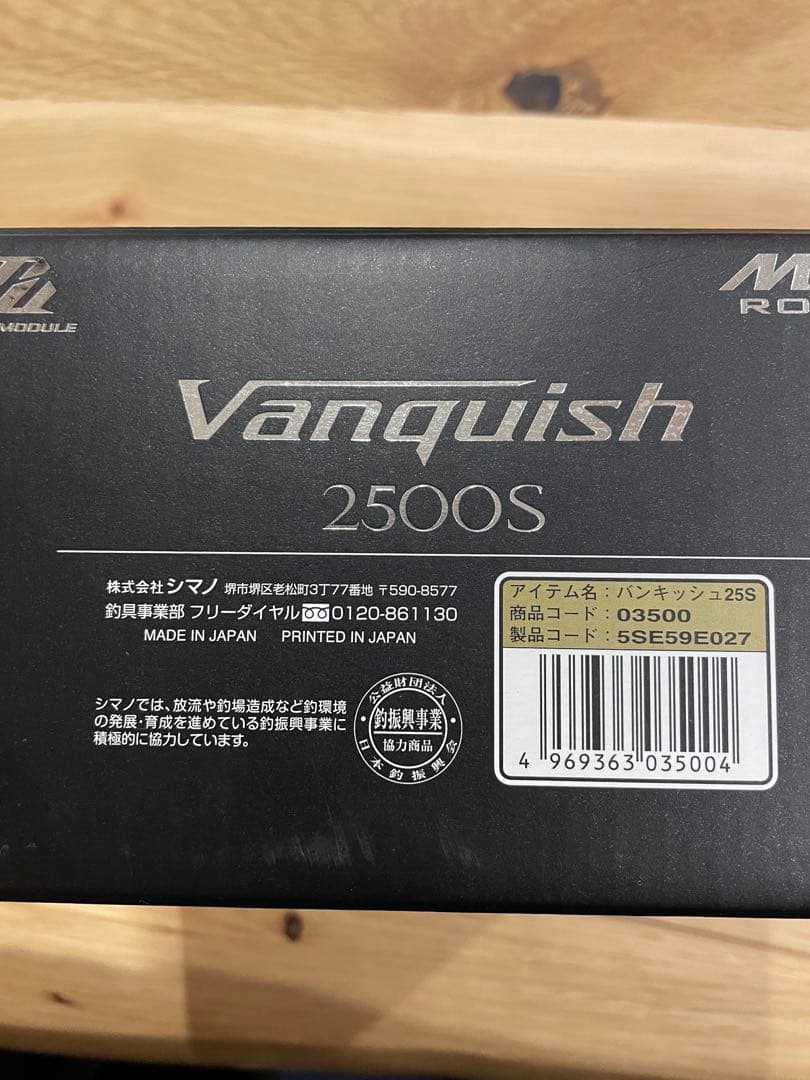 MODULE
Vanquish
2500S
株式会社 シマノ 堺市堺区老松町3丁77番地 〒590-8577
釣具事業部 フリーダイヤル 0120-861130
MADE IN JAPAN PRINTED IN JAPAN
シマノでは、放流や釣場造成など釣環境
の発展・育成を進めている釣振興事業に
積極的に協力しています。
公益財団法人
釣振興事業
協力商品
日本釣振興会
アイテム名：バンキッシュ25S
商品コード：03500
製品コード：5SE59E027
4 969363 035004